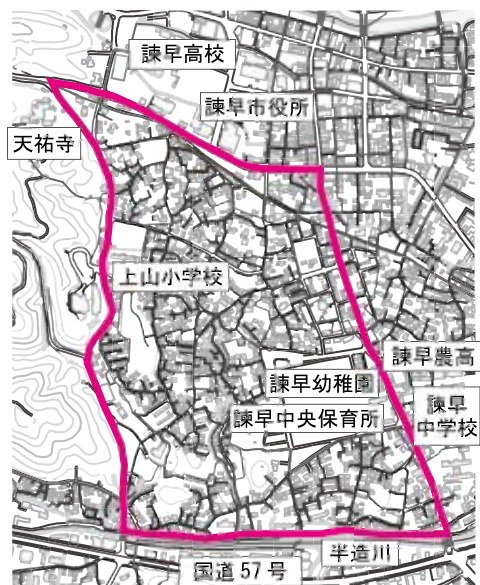 諫早高校
諫早市役所
天祐寺
上山小学校
諫早農高
諫早幼稚園
諫早
中学校
諫早中央保育所
半造川
国道57号